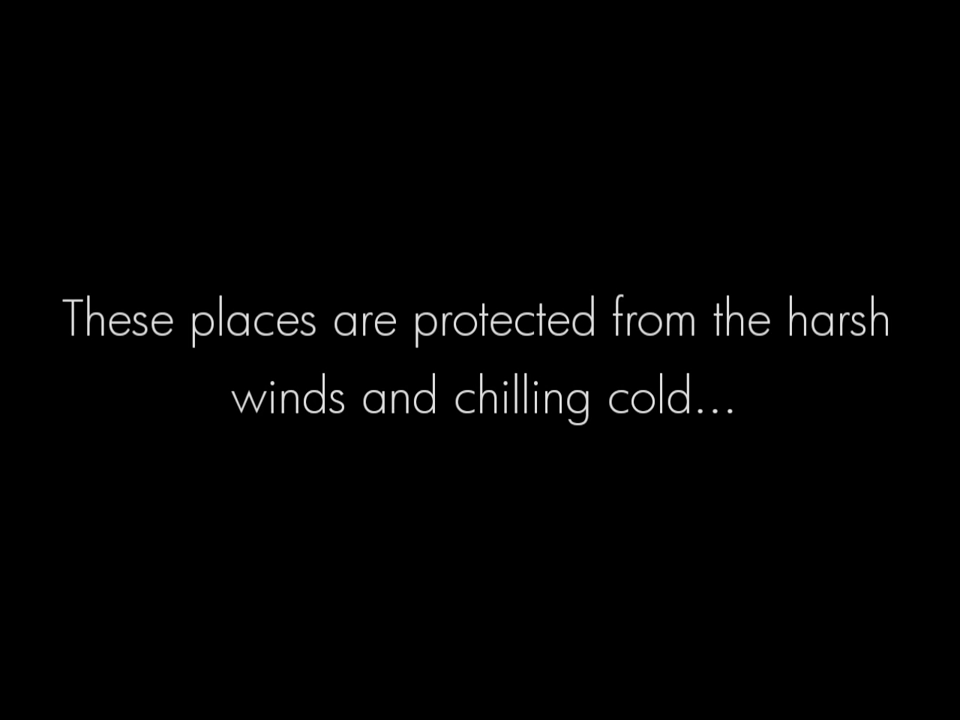 These places are protected from the harsh
winds and chilling cold...